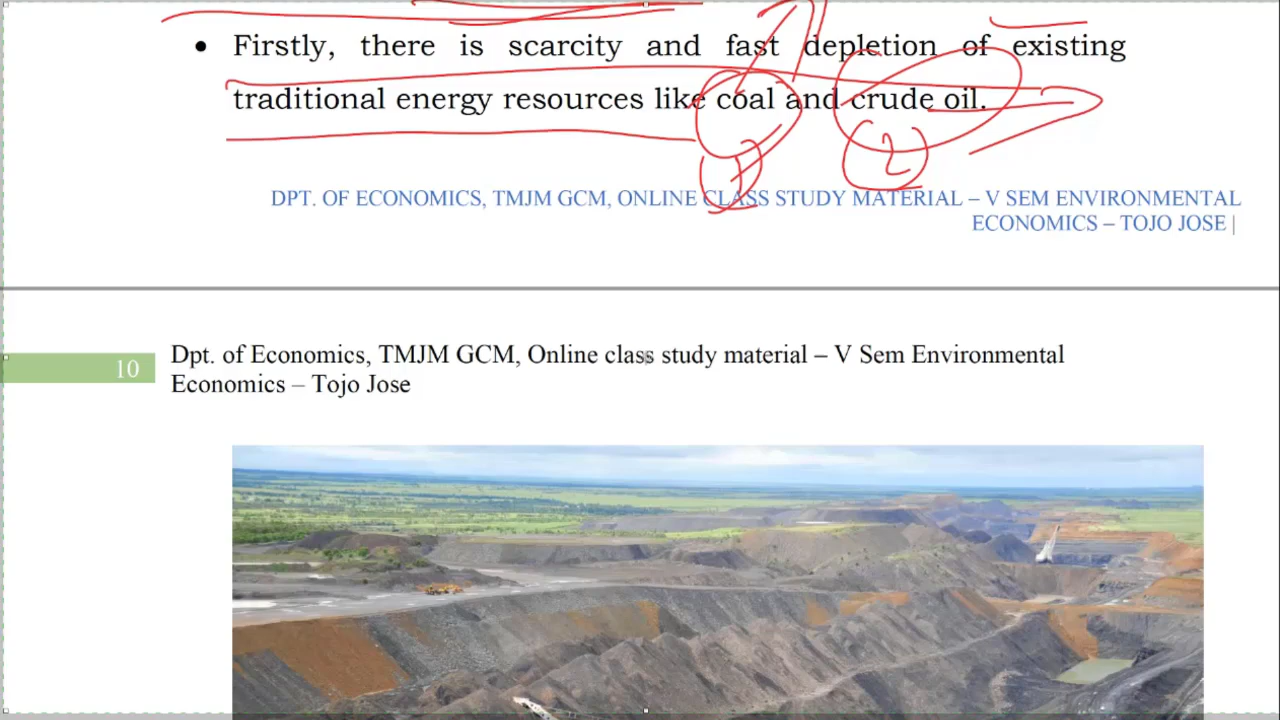 • Firstly, there is scarcity and fast depletion of existing
traditional energy resources like coal and crude oil.
1 2
DPT. OF ECONOMICS, TMJM GCM, ONLINE CLASS STUDY MATERIAL – V SEM ENVIRONMENTAL
ECONOMICS – TOJO JOSE |
10
Dpt. of Economics, TMJM GCM, Online class study material – V Sem Environmental
Economics – Tojo Jose